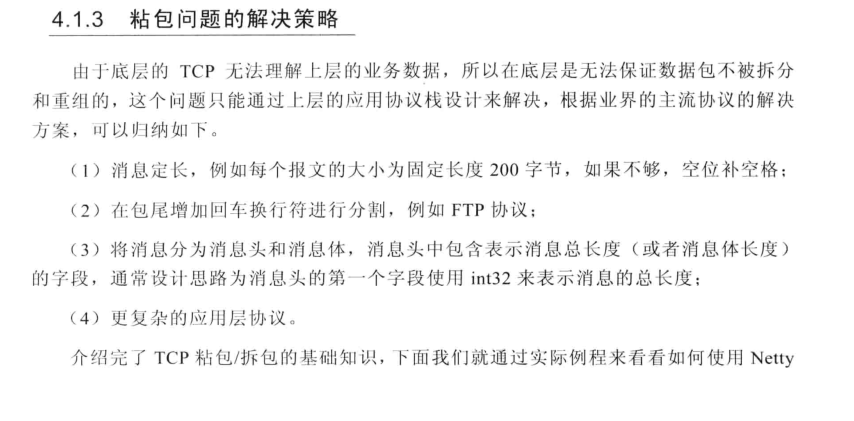 4.1.3 粘包问题的解决策略
由于底层的 TCP 无法理解上层的业务数据，所以在底层是无法保证数据包不被拆分
和重组的，这个问题只能通过上层的应用协议栈设计来解决，根据业界的主流协议的解决
方案，可以归纳如下。
（1）消息定长，例如每个报文的大小为固定长度 200 字节，如果不够，空位补空格；
（2）在包尾增加回车换行符进行分割，例如 FTP 协议；
（3）将消息分为消息头和消息体，消息头中包含表示消息总长度（或者消息体长度）
的字段，通常设计思路为消息头的第一个字段使用 int32 来表示消息的总长度；
（4）更复杂的应用层协议。
介绍完了 TCP 粘包/拆包的基础知识，下面我们就通过实际例程来看看如何使用 Netty